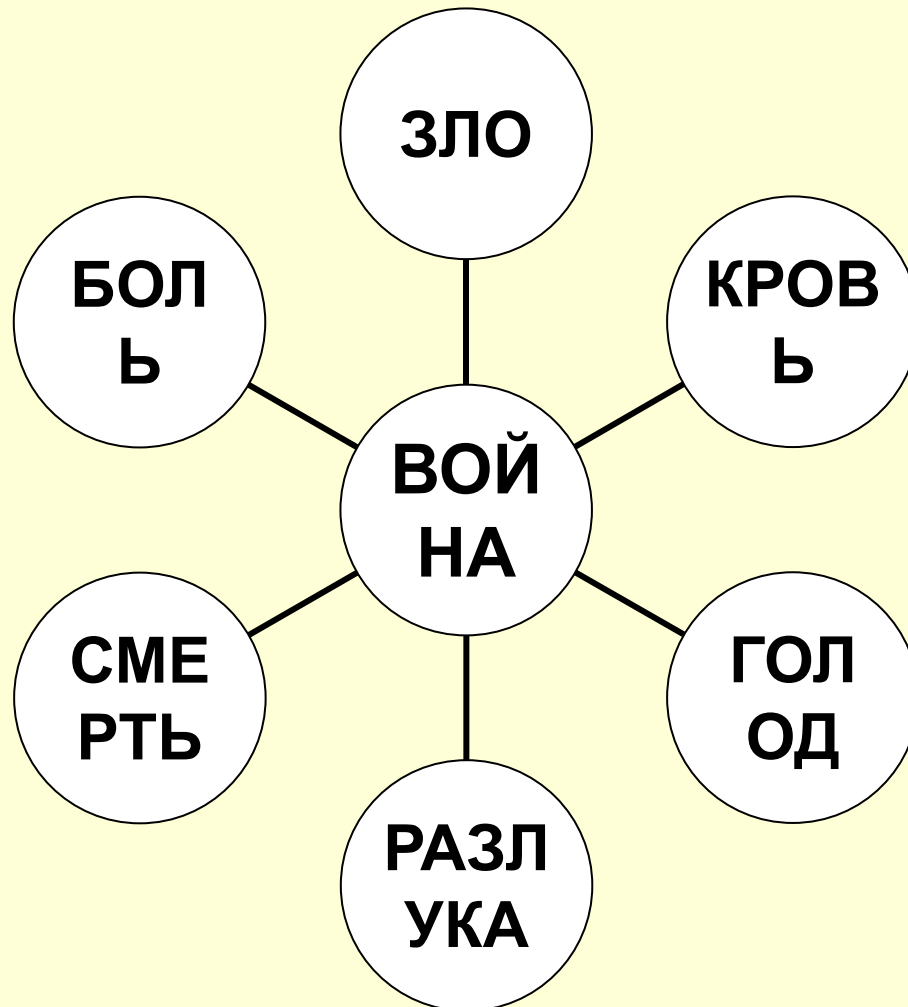 ЗЛО
БОЛ
Ь
КРОВ
Ь
ВОЙ
НА
СМЕ
РТЬ
ГОЛ
ОД
РАЗЛ
УКА